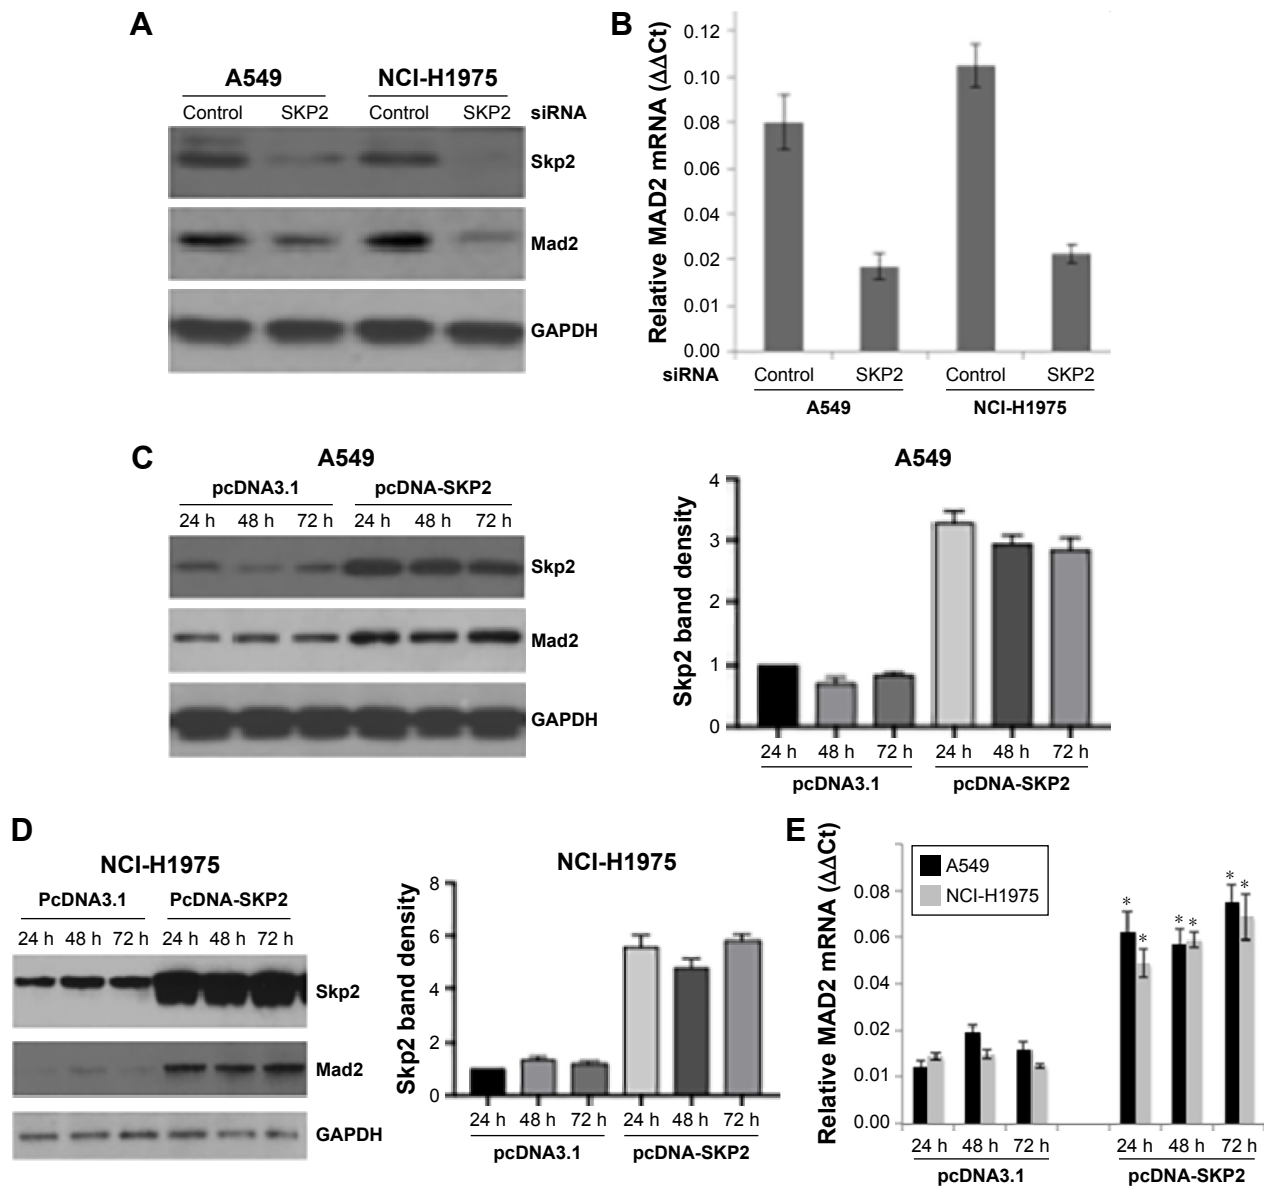 A
A549 NCI-H1975
Control SKP2 Control SKP2 siRNA
Skp2
Mad2
GAPDH
B
Relative MAD2 mRNA (ΔΔCt)
0.12
0.10
0.08
0.06
0.04
0.02
0.01
0.00
siRNA Control SKP2 Control SKP2
A549 NCI-H1975
C
A549
pcDNA3.1 pcDNA-SKP2
24 h 48 h 72 h 24 h 48 h 72 h
Skp2
Mad2
GAPDH
A549
Skp2 band density
4
3
2
1
0
24 h 48 h 72 h 24 h 48 h 72 h
pcDNA3.1 pcDNA-SKP2
D
NCI-H1975
PcDNA3.1 PcDNA-SKP2
24 h 48 h 72 h 24 h 48 h 72 h
Skp2
Mad2
GAPDH
NCI-H1975
Skp2 band density
8
6
4
2
0
24 h 48 h 72 h 24 h 48 h 72 h
pcDNA3.1 pcDNA-SKP2
E
Relative MAD2 mRNA (ΔΔCt)
A549
NCI-H1975
0.08
0.06
0.04
0.02
0.01
0.00
* * * * * *
24 h 48 h 72 h 24 h 48 h 72 h
pcDNA3.1 pcDNA-SKP2